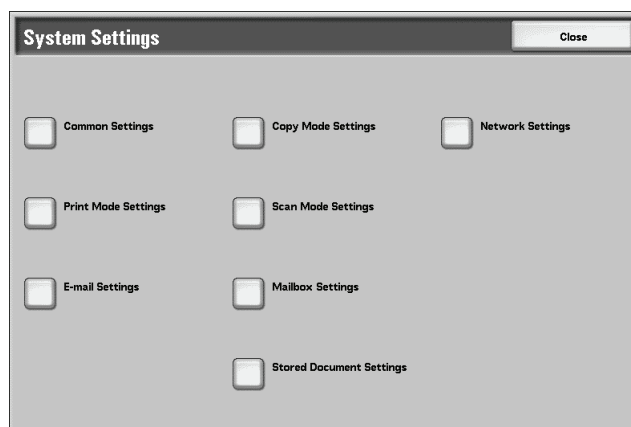 System Settings
Close
Common Settings
Copy Mode Settings
Network Settings
Print Mode Settings
Scan Mode Settings
E-mail Settings
Mailbox Settings
Stored Document Settings